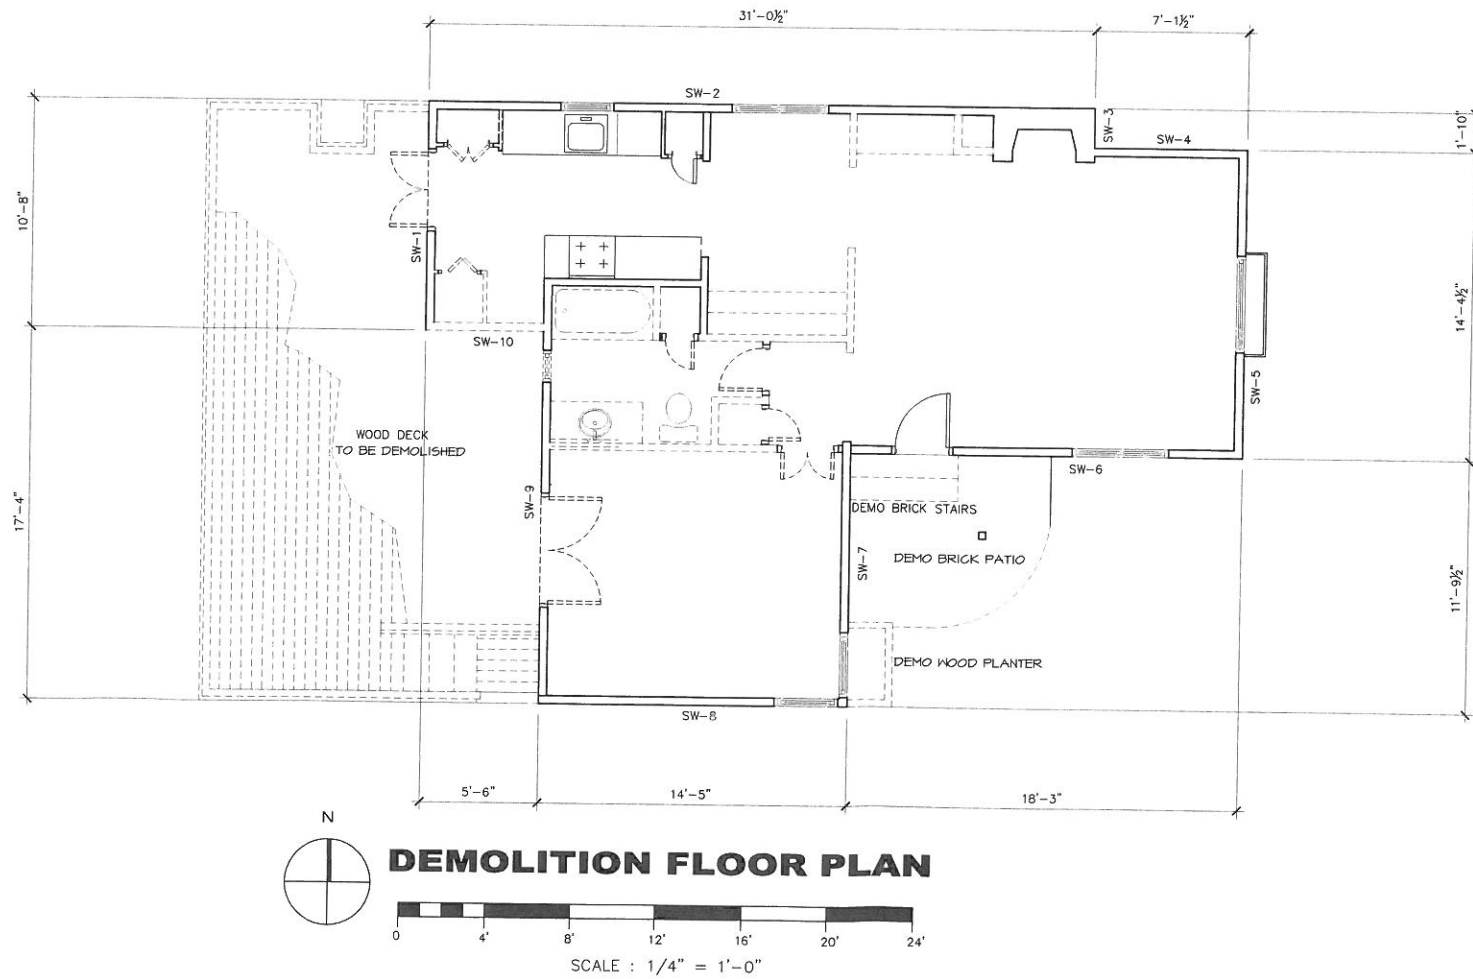 31'-0½"
7'-1½"
SW-2
SW-3
SW-4
1'-10"
10'-8"
SW-1
14'-4½"
SW-10
SW-5
WOOD DECK
TO BE DEMOLISHED
SW-6
17'-4"
SW-9
DEMO BRICK STAIRS
DEMO BRICK PATIO
SW-7
11'-9½"
DEMO WOOD PLANTER
SW-8
5'-6"
14'-5"
18'-3"
N
DEMOLITION FLOOR PLAN
0 4' 8' 12' 16' 20' 24'
SCALE : 1/4" = 1'-0"